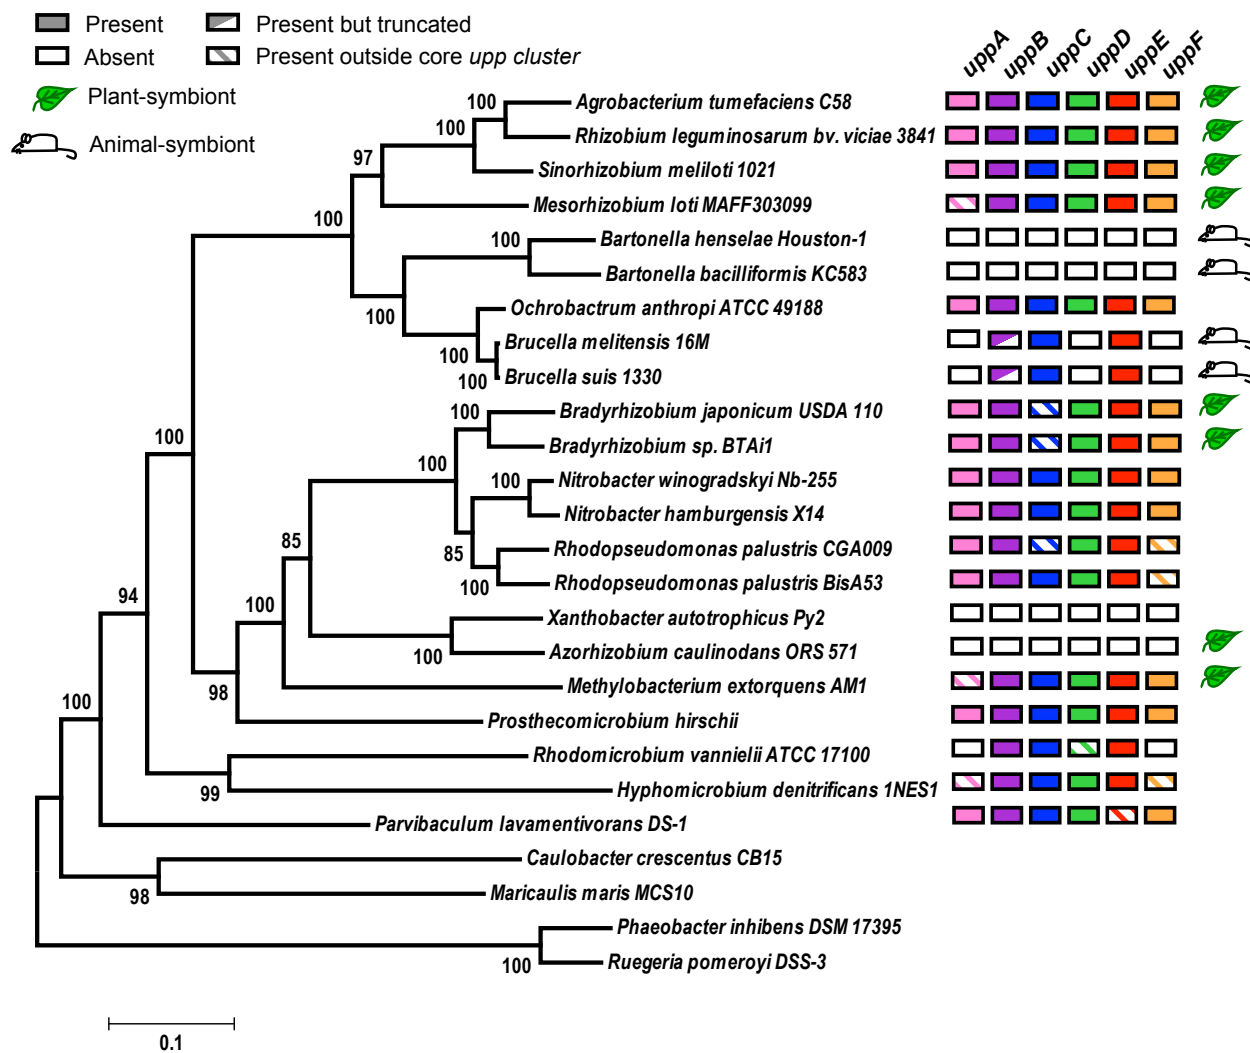 Present
Present but truncated
Absent
Present outside core upp cluster
Plant-symbiont
Animal-symbiont
uppA
uppB
uppC
uppD
uppE
uppF
100
Agrobacterium tumefaciens C58
100
Rhizobium leguminosarum bv. viciae 3841
97
Sinorhizobium meliloti 1021
Mesorhizobium loti MAFF303099
100
100
Bartonella henselae Houston-1
Bartonella bacilliformis KC583
100
Ochrobactrum anthropi ATCC 49188
Brucella melitensis 16M
100
100
Brucella suis 1330
100
Bradyrhizobium japonicum USDA 110
100
Bradyrhizobium sp. BTAi1
100
100
Nitrobacter winogradskyi Nb-255
Nitrobacter hamburgensis X14
85
85
Rhodopseudomonas palustris CGA009
100
Rhodopseudomonas palustris BisA53
94
100
Xanthobacter autotrophicus Py2
100
Azorhizobium caulinodans ORS 571
98
Methylobacterium extorquens AM1
100
Prosthecomicrobium hirschii
Rhodomicrobium vannielii ATCC 17100
99
Hyphomicrobium denitrificans 1NES1
Parvibaculum lavamentivorans DS-1
Caulobacter crescentus CB15
98
Maricaulis maris MCS10
Phaeobacter inhibens DSM 17395
100
Ruegeria pomeroyi DSS-3
0.1